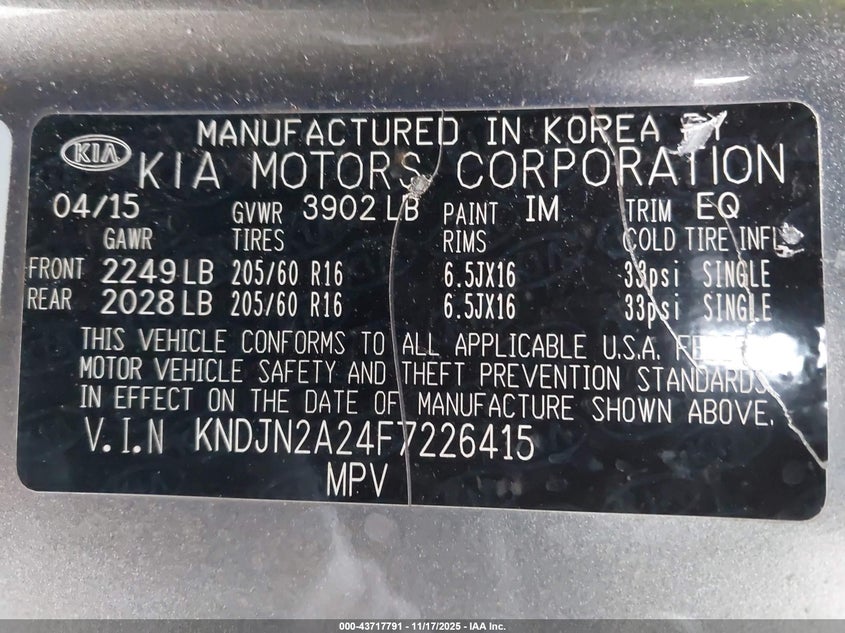 MANUFACTURED IN KOREA BY
KIA KIA MOTORS CORPORATION
04/15 GVWR 3902 LB PAINT IM TRIM EQ
GAWR TIRES RIMS COLD TIRE INFL.
FRONT 2249 LB 205/60 R16 6.5JX16 33psi SINGLE
REAR 2028 LB 205/60 R16 6.5JX16 33psi SINGLE
THIS VEHICLE CONFORMS TO ALL APPLICABLE U.S.A.
MOTOR VEHICLE SAFETY AND THEFT PREVENTION STANDARDS
IN EFFECT ON THE DATE OF MANUFACTURE SHOWN ABOVE.
V.I.N KNDJN2A24F7226415
MPV
000-43717791 - 11/17/2025 - IAA Inc.